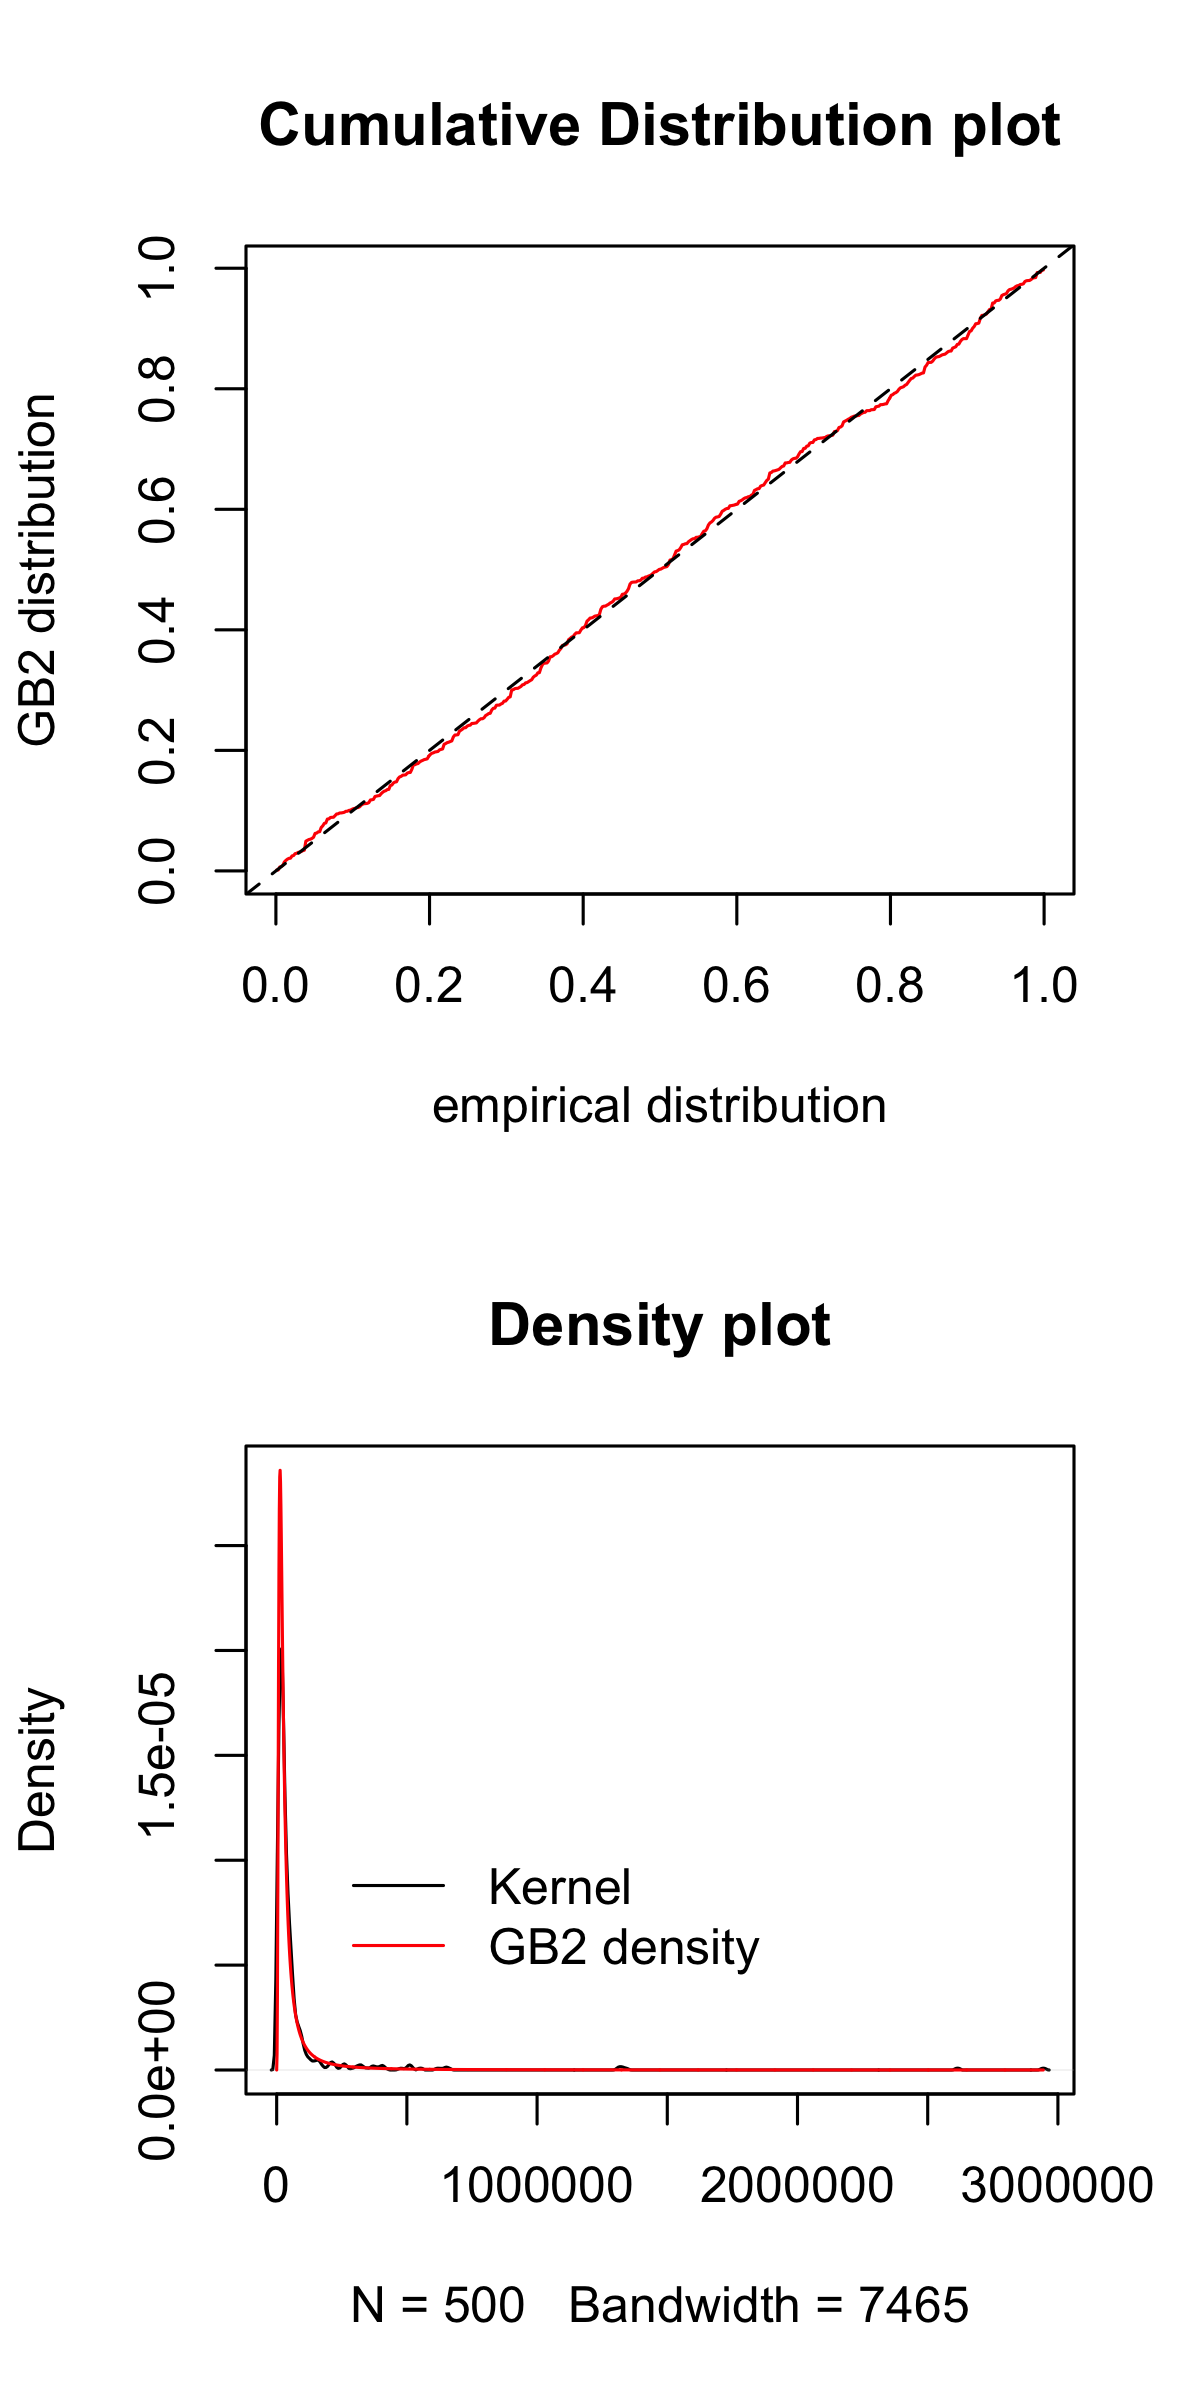 Cumulative Distribution plot
GB2 distribution
1.0
0.8
0.6
0.4
0.2
0.0
0.0 0.2 0.4 0.6 0.8 1.0
empirical distribution
Density plot
Density
1.5e-05
0.0e+00
Kernel
GB2 density
0 1000000 2000000 3000000
N = 500 Bandwidth = 7465